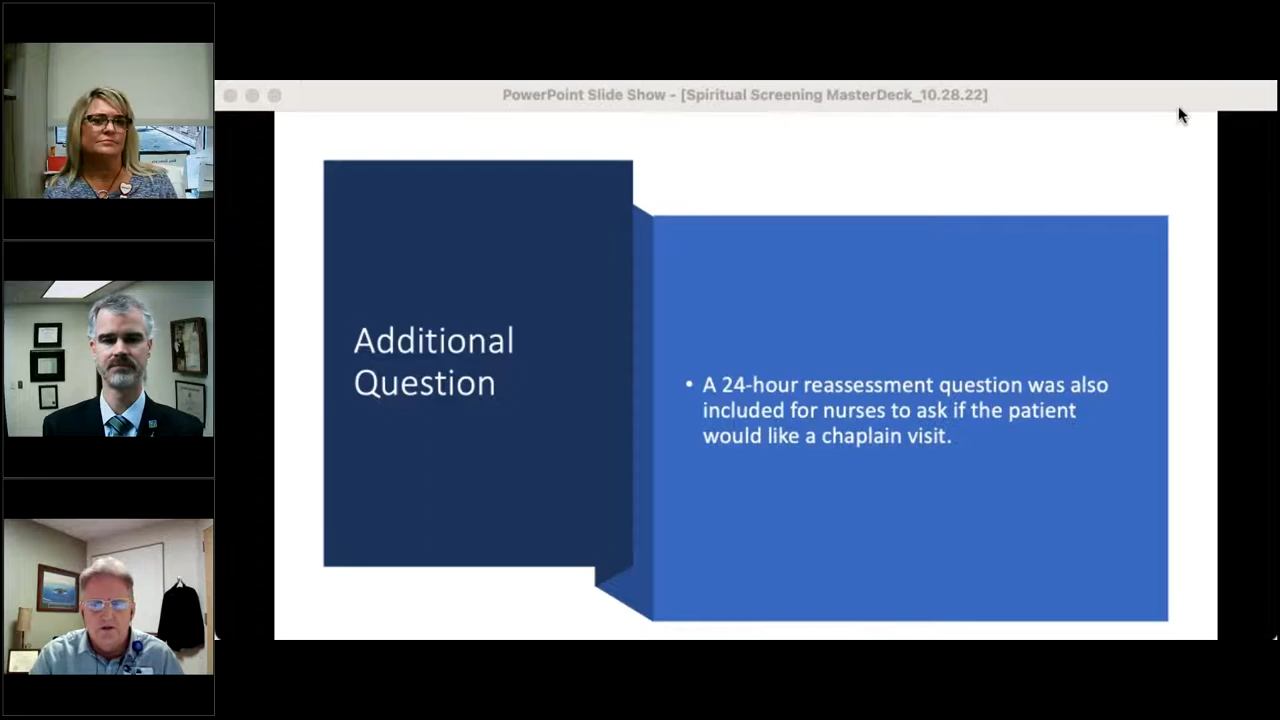 PowerPoint Slide Show - [Spiritual Screening MasterDeck_10.28.22]
Additional
Question
• A 24-hour reassessment question was also
included for nurses to ask if the patient
would like a chaplain visit.